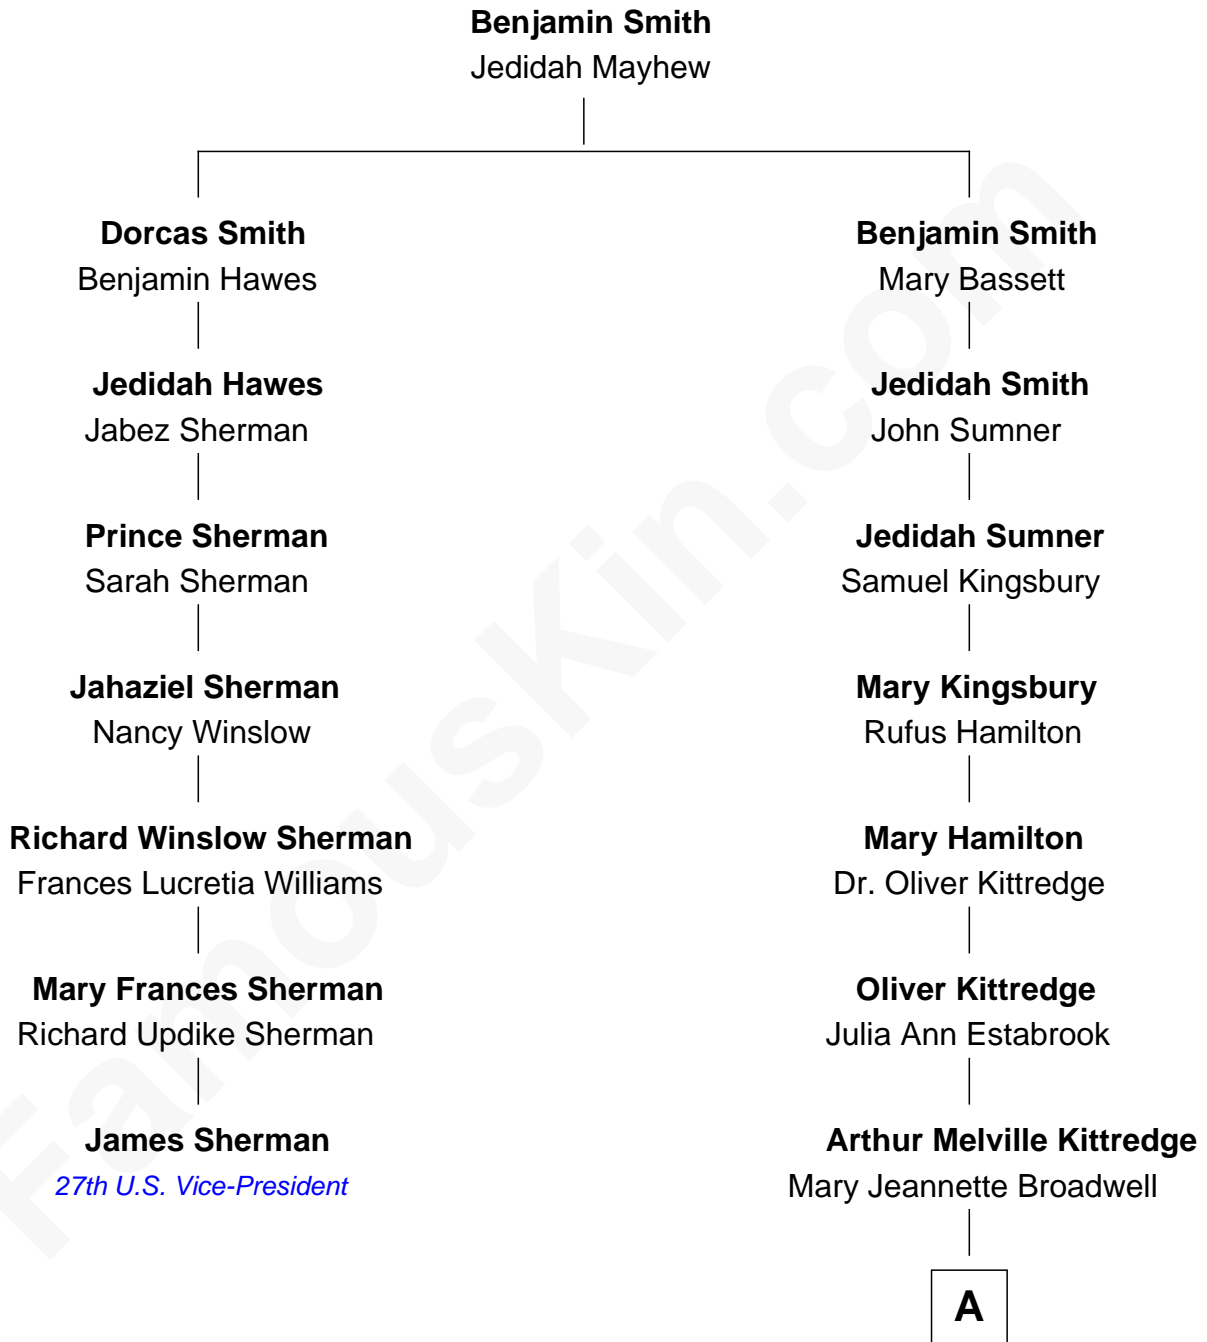 Benjamin Smith
Jedidah Mayhew
Dorcas Smith
Benjamin Hawes
Benjamin Smith
Mary Bassett
Jedidah Hawes
Jabez Sherman
Jedidah Smith
John Sumner
Prince Sherman
Sarah Sherman
Jedidah Sumner
Samuel Kingsbury
Jahaziel Sherman
Nancy Winslow
Mary Kingsbury
Rufus Hamilton
Richard Winslow Sherman
Frances Lucretia Williams
Mary Hamilton
Dr. Oliver Kittredge
Mary Frances Sherman
Richard Updike Sherman
Oliver Kittredge
Julia Ann Estabrook
James Sherman
27th U.S. Vice-President
Arthur Melville Kittredge
Mary Jeannette Broadwell
A
FamousKin.com